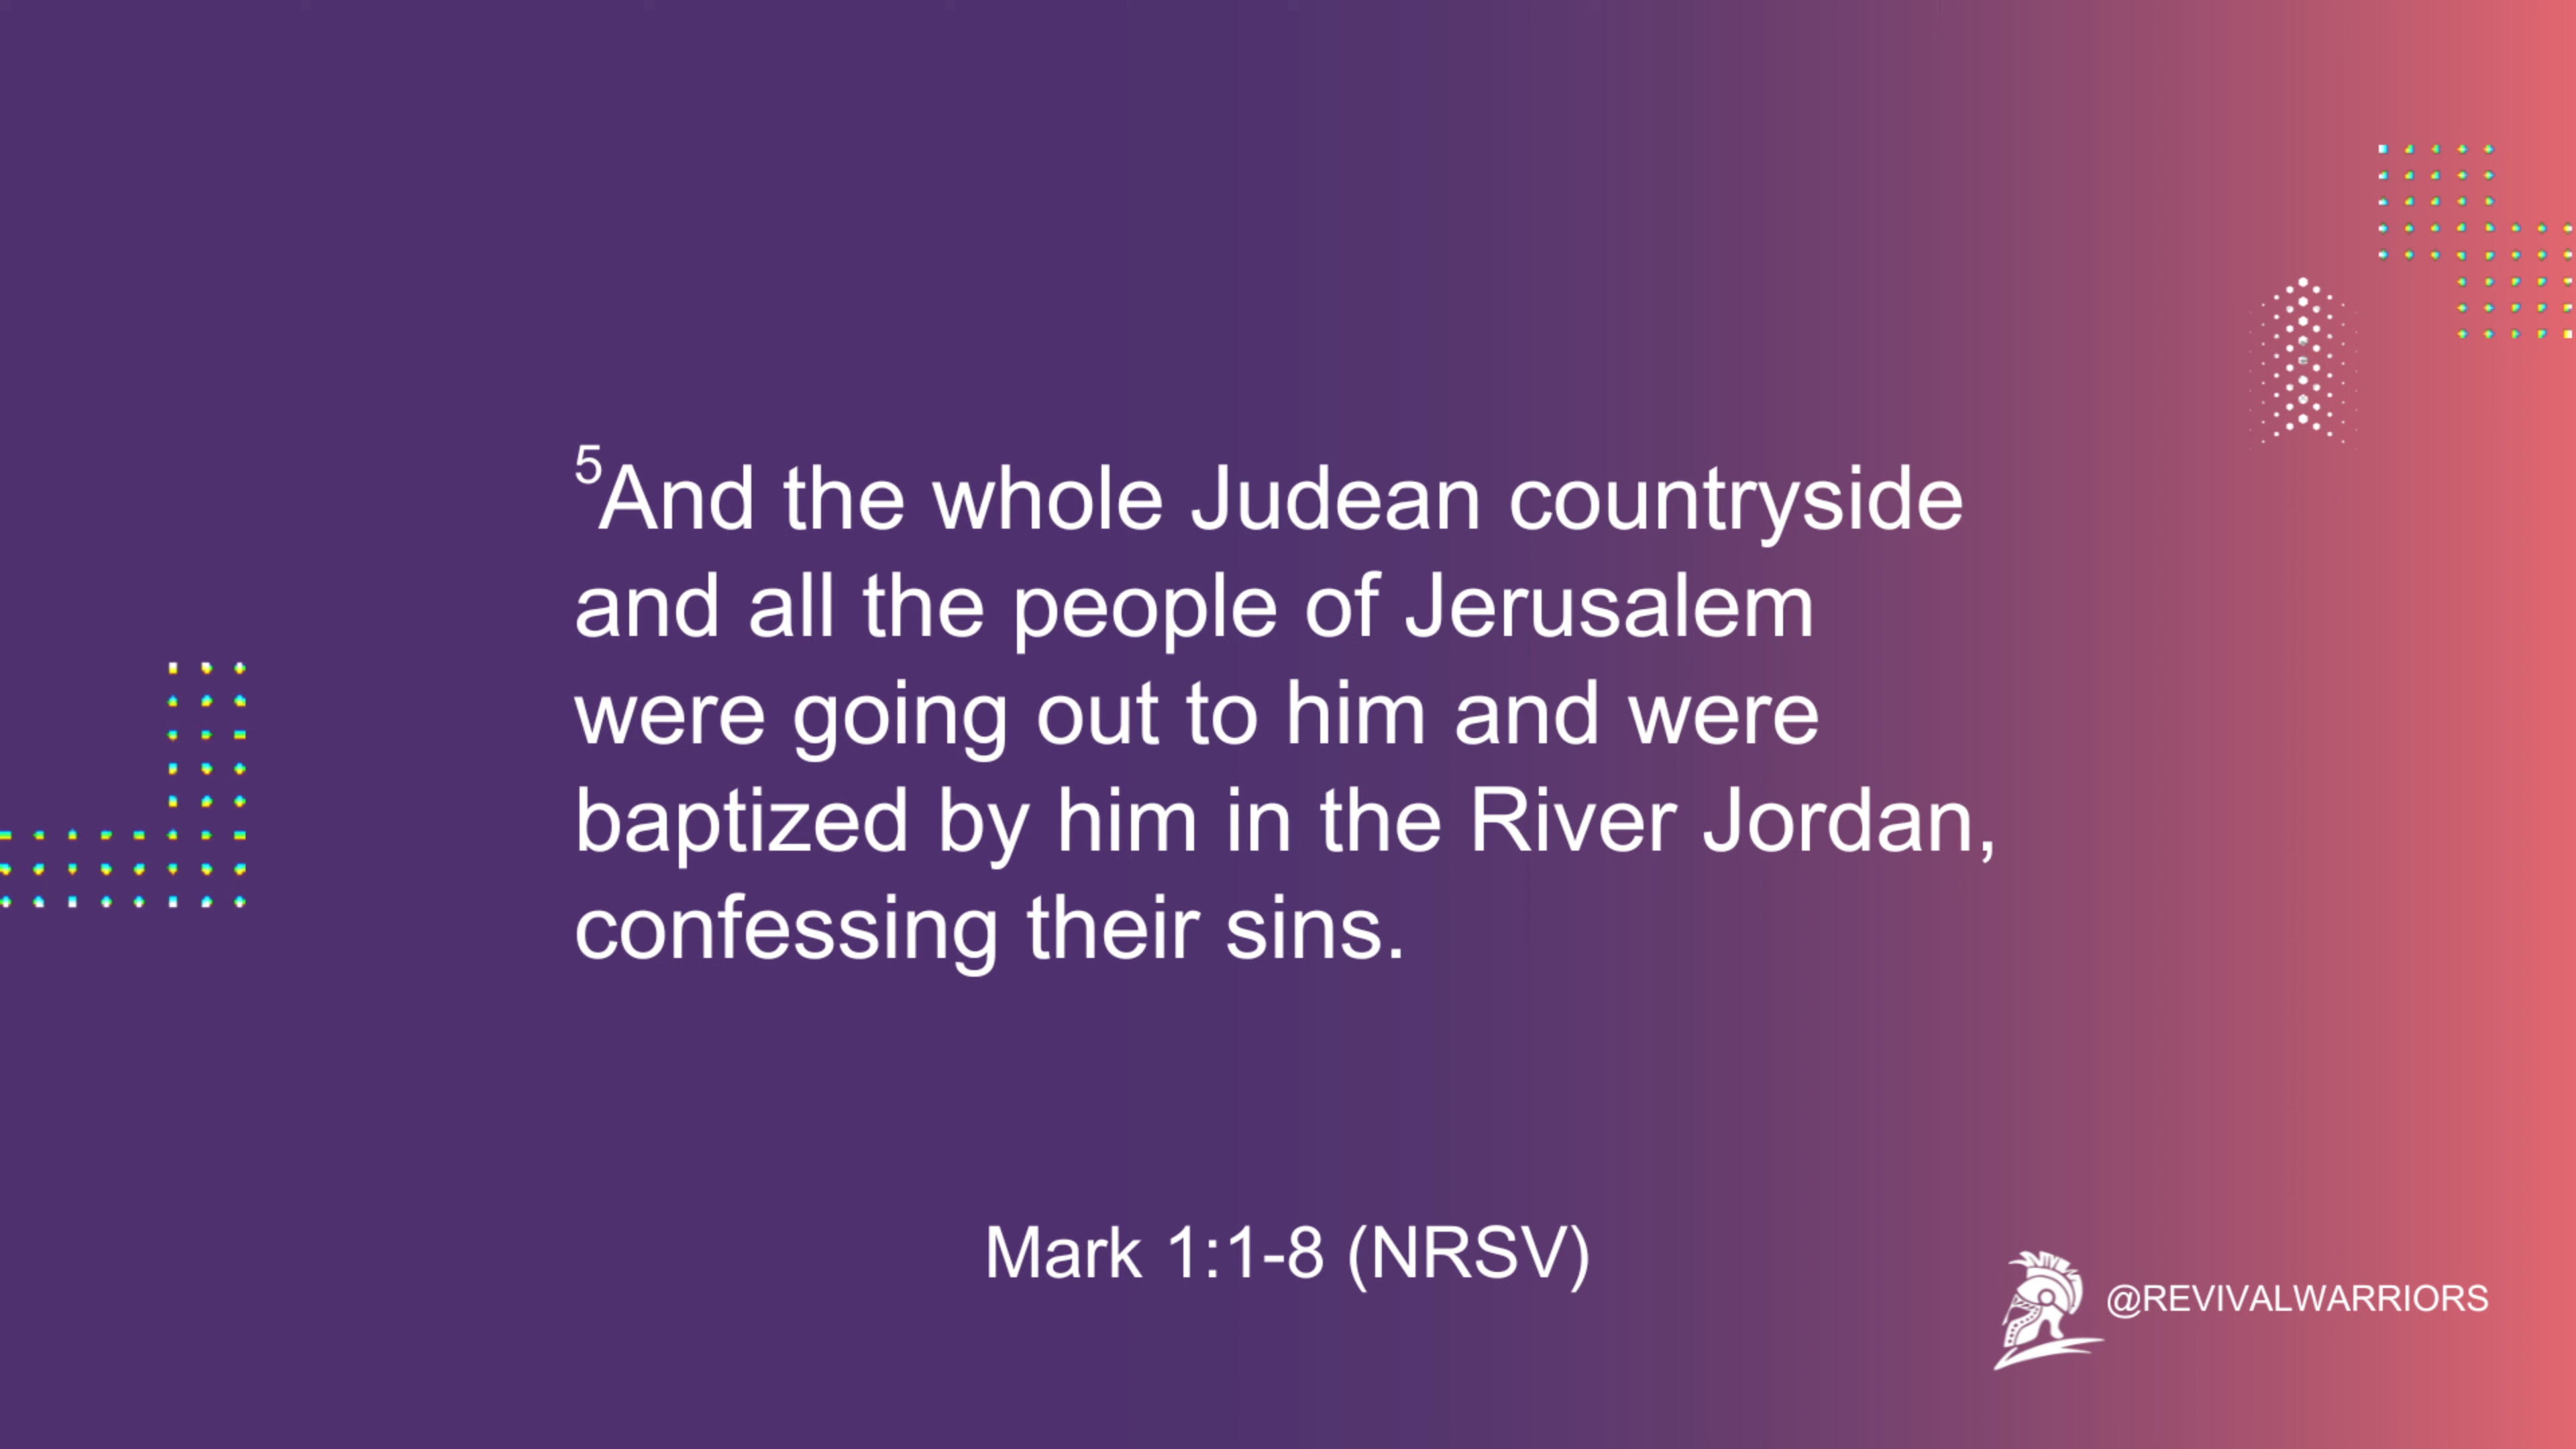 5And the whole Judean countryside
and all the people of Jerusalem
were going out to him and were
baptized by him in the River Jordan,
confessing their sins.
Mark 1:1-8 (NRSV)
@REVIVALWARRIORS